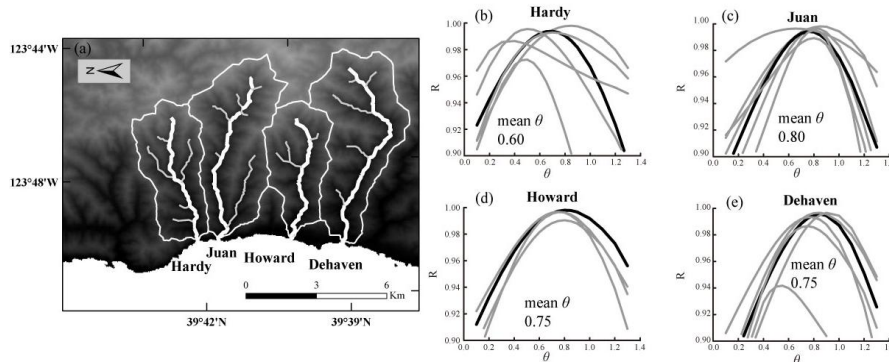 (a)
N
123°44'W
123°48'W
Hardy
Juan
Howard
Dehaven
0 3 6
Km
39°42'N 39°39'N
(b) Hardy
R
1.00
0.98
0.96
0.94
0.92
0.90
mean θ
0.60
0.0 0.2 0.4 0.6 0.8 1.0 1.2 1.4
θ
(c) Juan
R
1.00
0.98
0.96
0.94
0.92
0.90
mean θ
0.80
0.0 0.2 0.4 0.6 0.8 1.0 1.2 1.4
θ
(d) Howard
R
1.00
0.98
0.96
0.94
0.92
0.90
mean θ
0.75
0.0 0.2 0.4 0.6 0.8 1.0 1.2 1.4
θ
(e) Dehaven
R
1.00
0.98
0.96
0.94
0.92
0.90
mean θ
0.75
0.0 0.2 0.4 0.6 0.8 1.0 1.2 1.4
θ